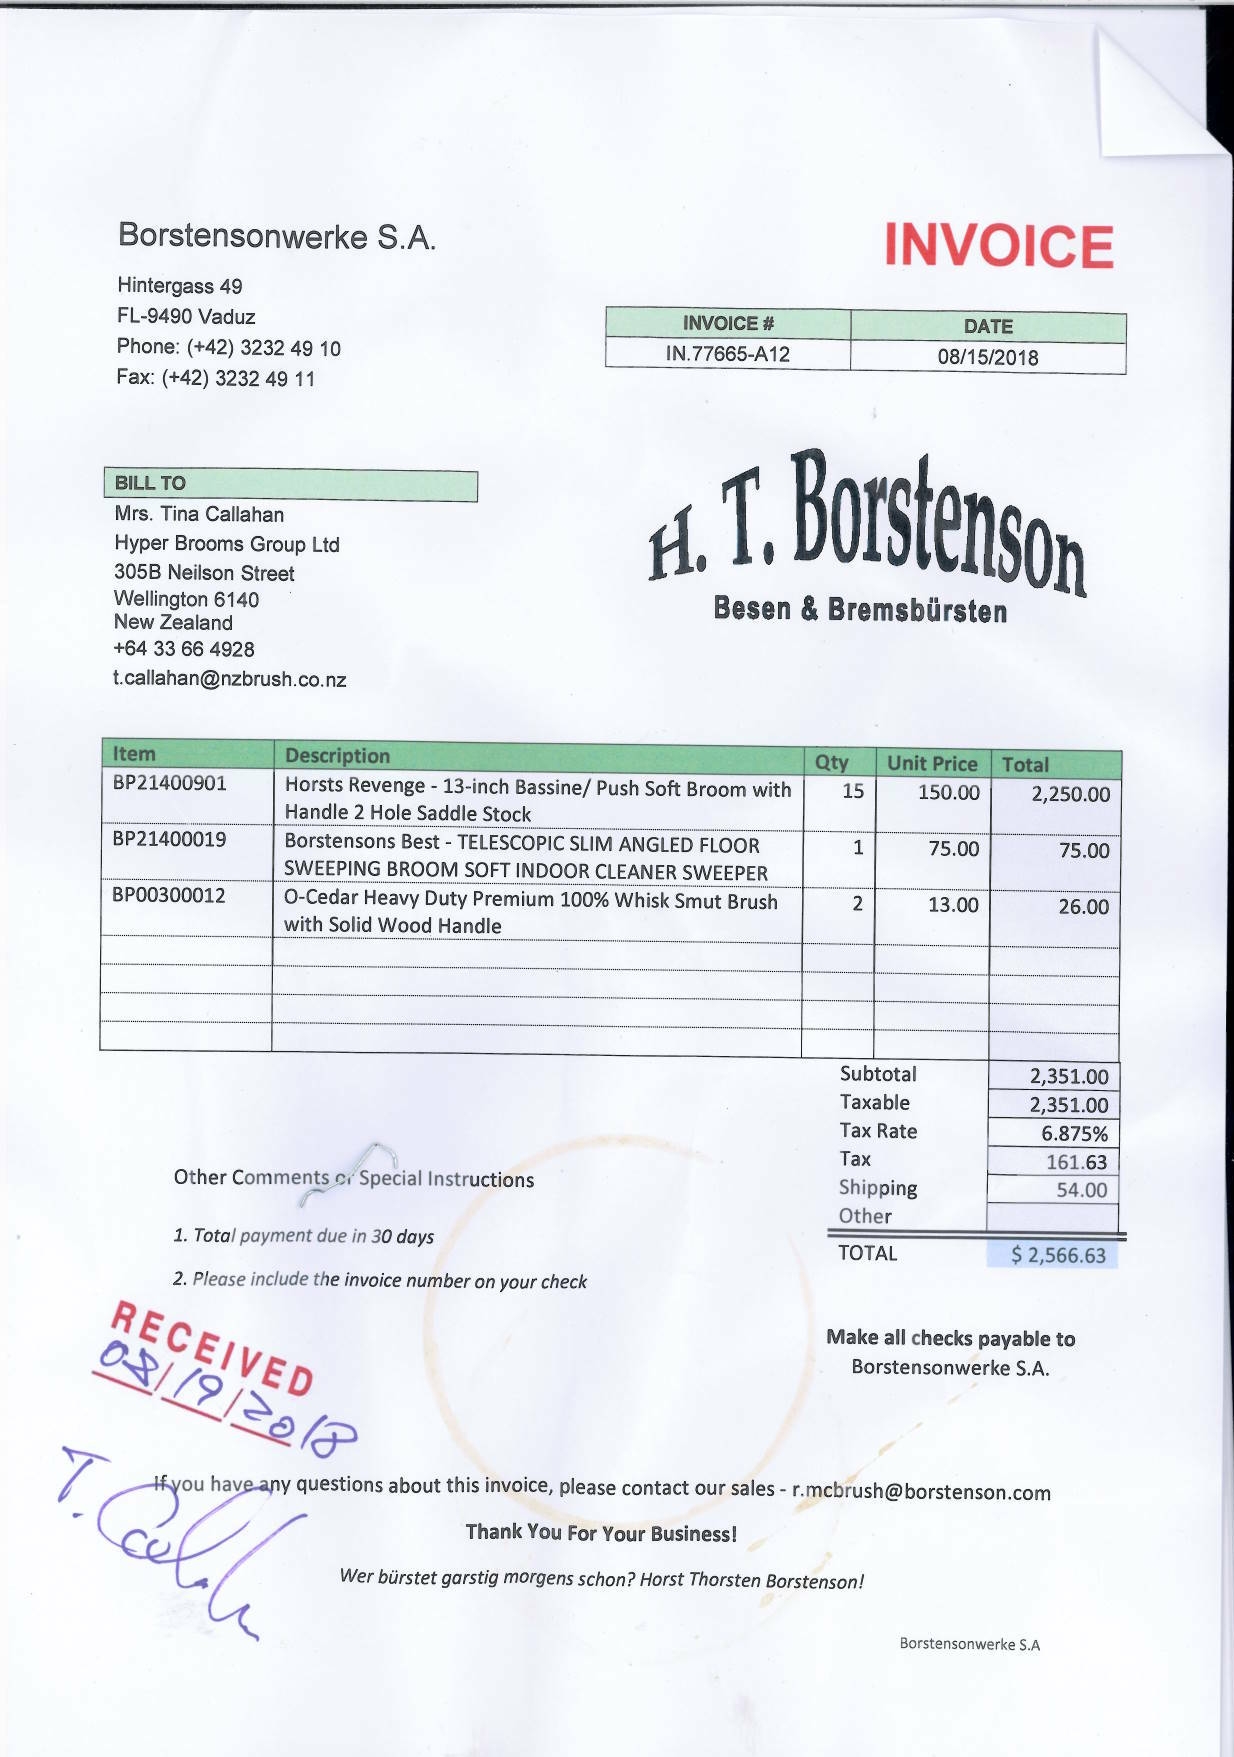 Borstensonwerke S.A.
INVOICE
Hintergass 49
FL-9490 Vaduz
Phone: (+42) 3232 49 10
Fax: (+42) 3232 49 11
INVOICE # DATE
IN.77665-A12 08/15/2018
H. T. Borstenson
Besen & Bremsbürsten
BILL TO
Mrs. Tina Callahan
Hyper Brooms Group Ltd
305B Neilson Street
Wellington 6140
New Zealand
+64 33 66 4928
t.callahan@nzbrush.co.nz
Item Description Qty Unit Price Total
BP21400901 Horsts Revenge - 13-inch Bassine/ Push Soft Broom with 15 150.00 2,250.00
Handle 2 Hole Saddle Stock
BP21400019 Borstensons Best - TELESCOPIC SLIM ANGLED FLOOR 1 75.00 75.00
SWEEPING BROOM SOFT INDOOR CLEANER SWEEPER
BP00300012 O-Cedar Heavy Duty Premium 100% Whisk Smut Brush 2 13.00 26.00
with Solid Wood Handle
Subtotal 2,351.00
Taxable 2,351.00
Tax Rate 6.875%
Tax 161.63
Shipping 54.00
Other
TOTAL $ 2,566.63
Other Comments or Special Instructions
1. Total payment due in 30 days
2. Please include the invoice number on your check
RECEIVED
08/19/2018
Make all checks payable to
Borstensonwerke S.A.
If you have any questions about this invoice, please contact our sales - r.mcbrush@borstenson.com
Thank You For Your Business!
Wer bürstet garstig morgens schon? Horst Thorsten Borstenson!
Borstensonwerke S.A